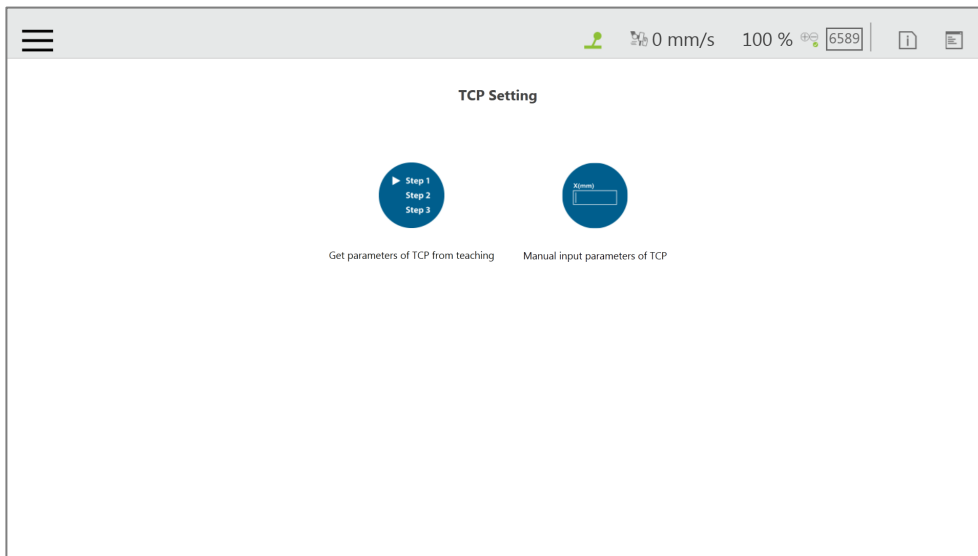 0 mm/s 100 % 6589
TCP Setting
Step 1
Step 2
Step 3
X(mm)
Get parameters of TCP from teaching
Manual input parameters of TCP